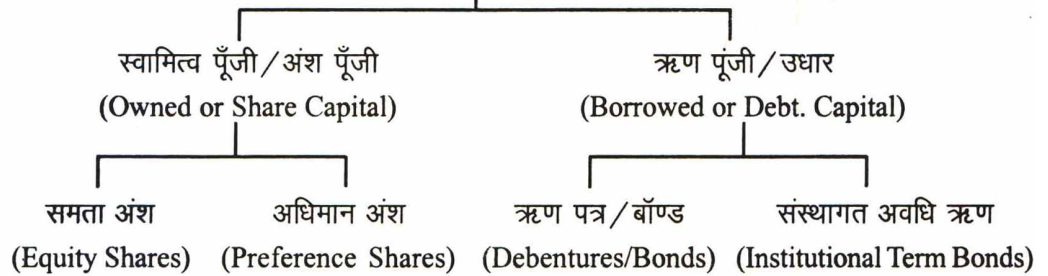 स्वामित्व पूँजी/अंश पूँजी ऋण पूंजी/उधार
(Owned or Share Capital) (Borrowed or Debt. Capital)
समता अंश अधिमान अंश ऋण पत्र/बॉण्ड संस्थागत अवधि ऋण
(Equity Shares) (Preference Shares) (Debentures/Bonds) (Institutional Term Bonds)